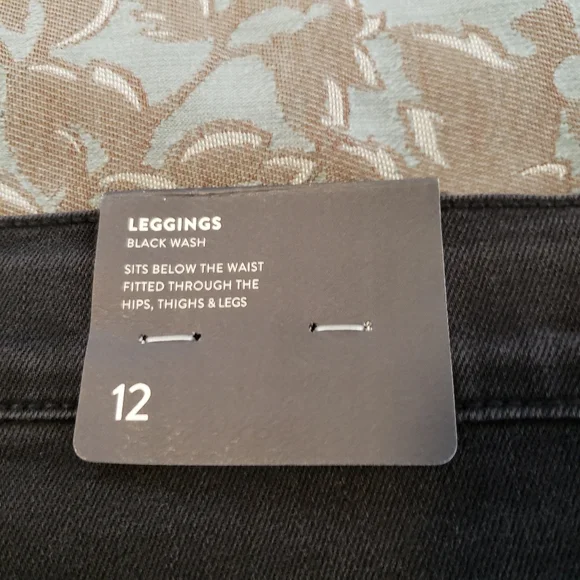 LEGGINGS
BLACK WASH
SITS BELOW THE WAIST
FITTED THROUGH THE
HIPS, THIGHS & LEGS
12